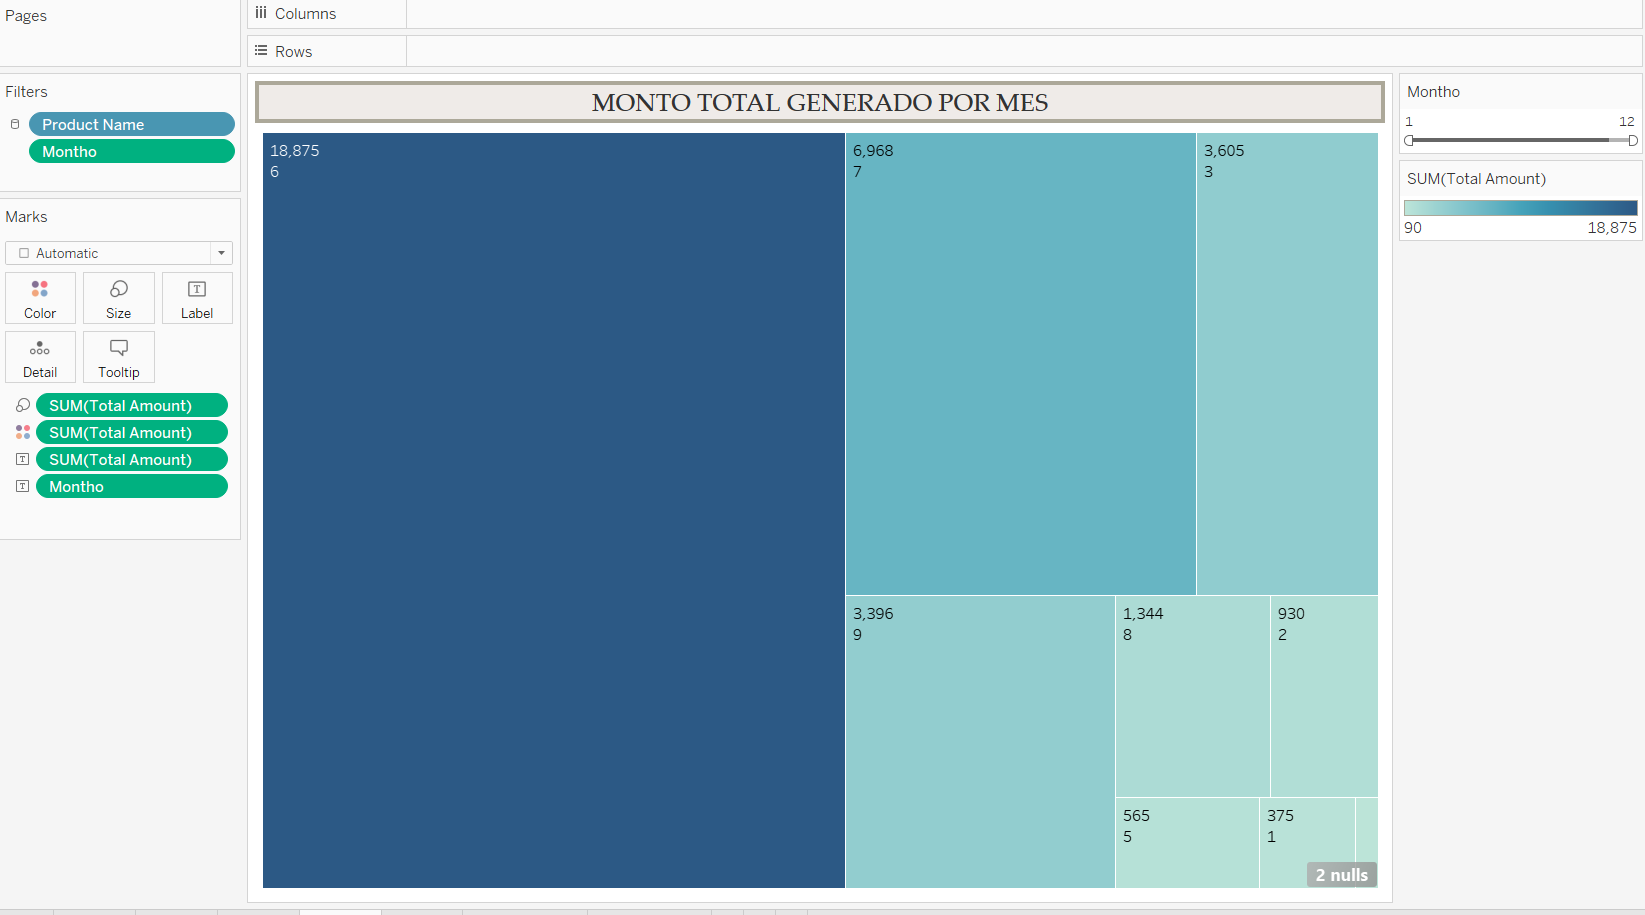 Pages
Columns
Rows
Filters
Product Name
Montho
Marks
Automatic
Color
Size
Label
Detail
Tooltip
SUM(Total Amount)
SUM(Total Amount)
SUM(Total Amount)
Montho
MONTO TOTAL GENERADO POR MES
18,875
6
6,968
7
3,605
3
3,396
9
1,344
8
930
2
565
5
375
1
2 nulls
Montho
1 12
SUM(Total Amount)
90 18,875